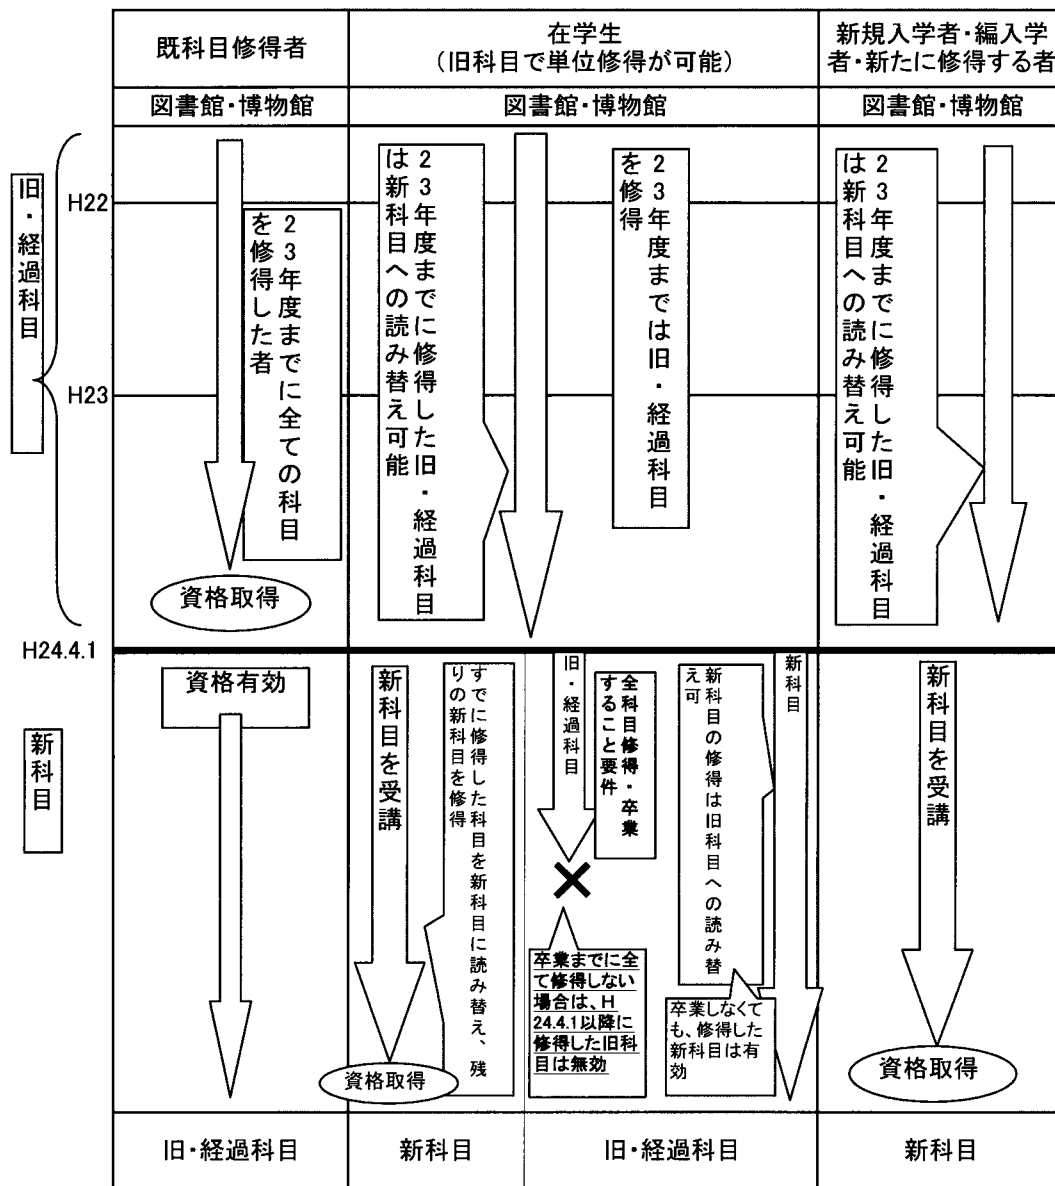 既科目修得者
在学生
(旧科目で単位修得が可能)
新規入学者・編入学
者・新たに修得する者
図書館・博物館
図書館・博物館
図書館・博物館
旧・経過科目
H22
H23
23年度までに全ての科目
を修得した者
資格取得
23年度までに修得した旧・経過科目
は新科目への読み替え可能
23年度までは旧・経過科目
を修得
23年度までに修得した旧・経過科目
は新科目への読み替え可能
H24.4.1
新科目
資格有効
新科目を受講
すでに修得した科目を新科目に読み替え、残
りの新科目を修得
資格取得
旧・経過科目
全科目修得・卒業
すること要件
卒業までに全
て修得しない
場合は、H
24.4.1以降に
修得した旧科
目は無効
新科目の修得は旧科目への読み替
え可
新科目
卒業しなくて
も、修得した
新科目は有
効
新科目を受講
資格取得
旧・経過科目
新科目
旧・経過科目
新科目